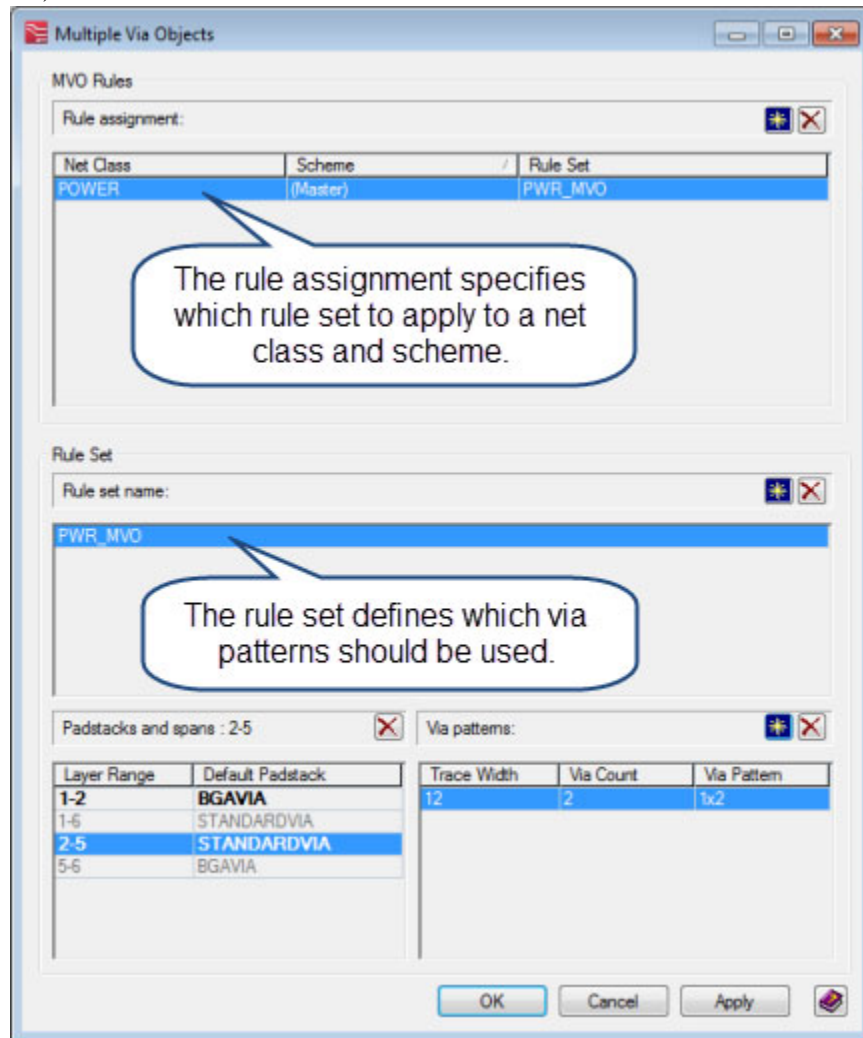 Multiple Via Objects
MVO Rules
Rule assignment:
Net Class Scheme / Rule Set
POWER (Master) PWR_MVO
The rule assignment specifies
which rule set to apply to a net
class and scheme.
Rule Set
Rule set name:
PWR_MVO
The rule set defines which via
patterns should be used.
Padstacks and spans : 2-5
Via patterns:
Layer Range Default Padstack
1-2 BGAVIA
1-6 STANDARDVIA
2-5 STANDARDVIA
5-6 BGAVIA
Trace Width Via Count Via Pattern
12 2 1x2
OK Cancel Apply